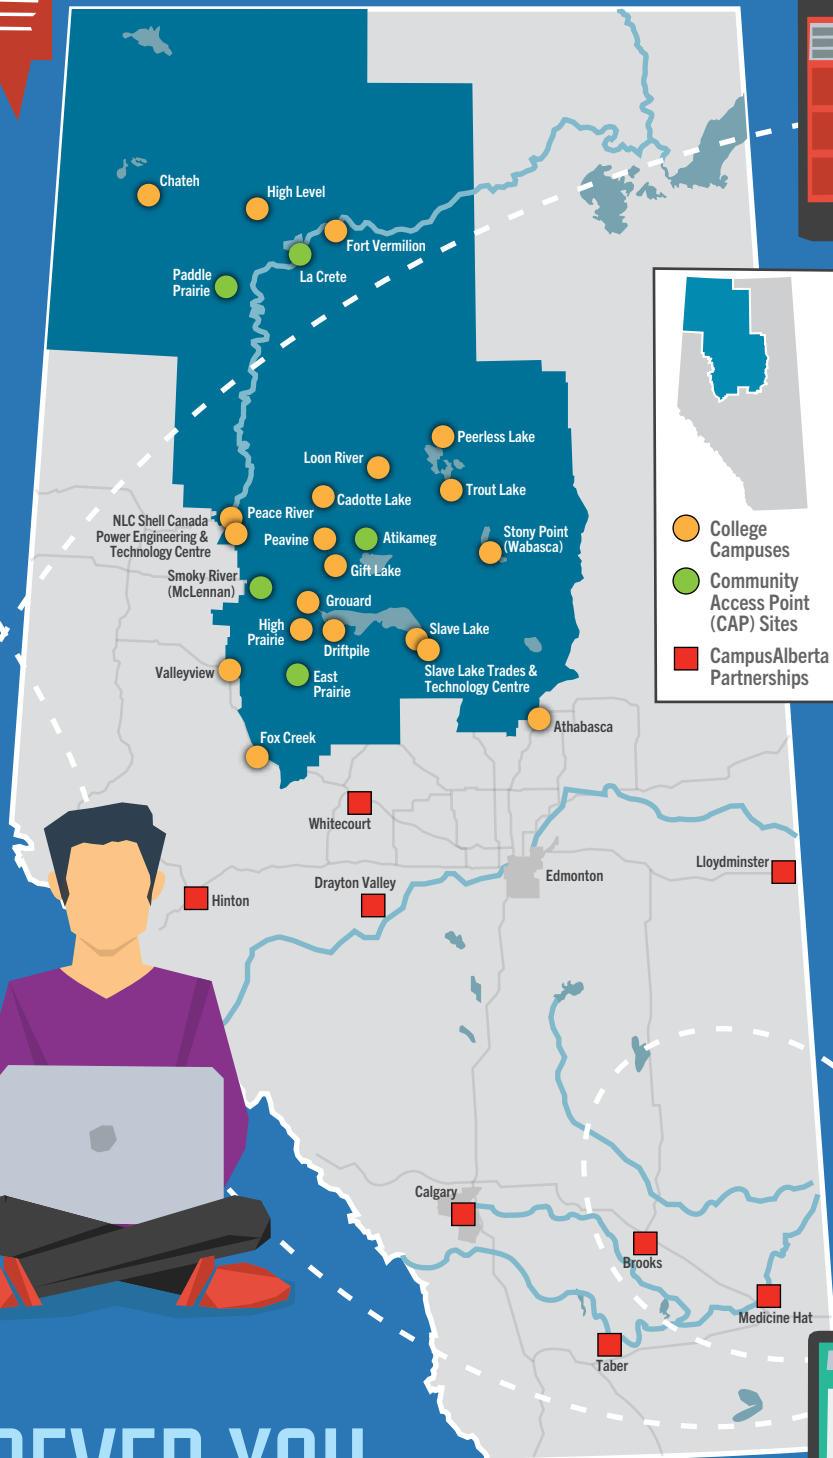 Chateh
High Level
Fort Vermilion
La Crete
Paddle
Prairie
Peerless Lake
Loon River
Trout Lake
Cadotte Lake
NLC Shell Canada
Power Engineering &
Technology Centre
Peace River
Peavine
Atikameg
Stony Point
(Wabasca)
Gift Lake
Smoky River
(McLennan)
Grouard
High
Prairie
Driftpile
Slave Lake
Valleyview
East
Prairie
Slave Lake Trades &
Technology Centre
Fox Creek
Athabasca
College
Campuses
Community
Access Point
(CAP) Sites
CampusAlberta
Partnerships
Whitecourt
Lloydminster
Edmonton
Drayton Valley
Hinton
Calgary
Brooks
Medicine Hat
Taber
YOU